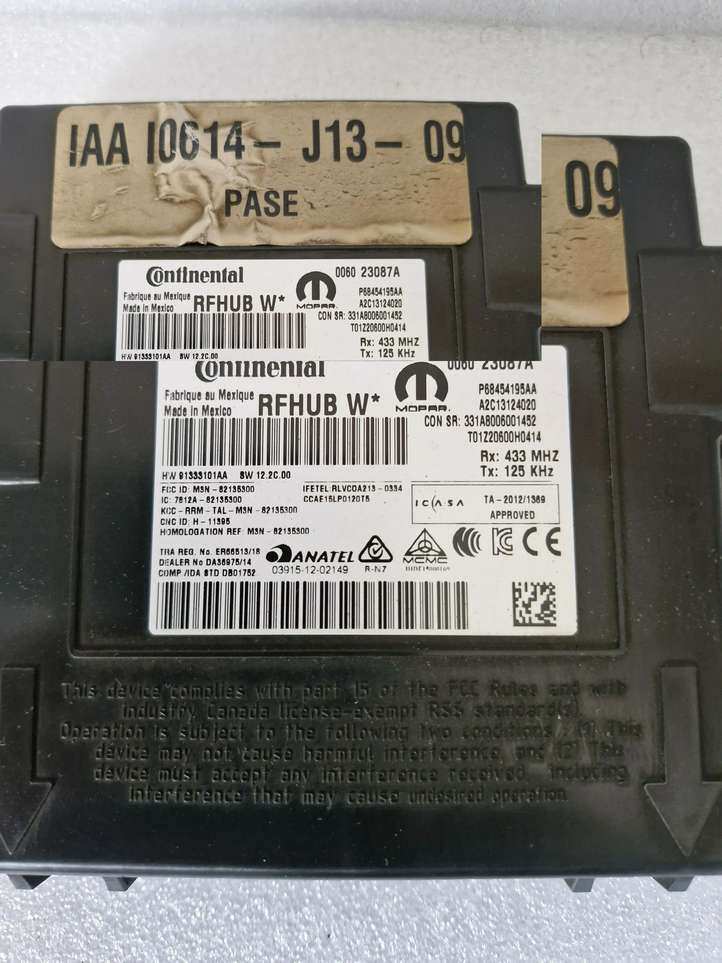 IAA I0614 - J13 - 09
PASE
09
Continental
0060 23087A
Fabrique au Mexique
Made in Mexico
RFHUB W*
MOPAR.
P68454195AA
A2C13124020
CON SR: 331A8006001452
T01Z20600H0414
Rx: 433 MHZ
Tx: 125 KHz
HW 91333101AA SW 12.2C.00
Continental
0060 23087A
Fabrique au Mexique
Made in Mexico
RFHUB W*
MOPAR.
P68454195AA
A2C13124020
CON SR: 331A8006001452
T01Z20600H0414
Rx: 433 MHZ
Tx: 125 KHz
HW 91333101AA SW 12.2C.00
FCC ID: M3N - 82135300
IC: 7812A - 82135300
KCC - RRM - TAL - M3N - 82135300
CNC ID: H - 11395
HOMOLOGATION REF: M3N - 82135300
IFETEL: RLVCDA213 - 0334
CCAE15LP0120T5
ICASA
TA - 2012/1369
APPROVED
TRA REG. No. ER66513/18
DEALER No DA36975/14
COMP /IDA STD DB01752
ANATEL
03915-12-02149
R-N7
MCMC
CE
This device complies with part 15 of the FCC Rules and with
Industry Canada license-exempt RSS standard(s).
Operation is subject to the following two conditions : (1) This
device may not cause harmful interference, and (2) This
device must accept any interference received, including
interference that may cause undesired operation.